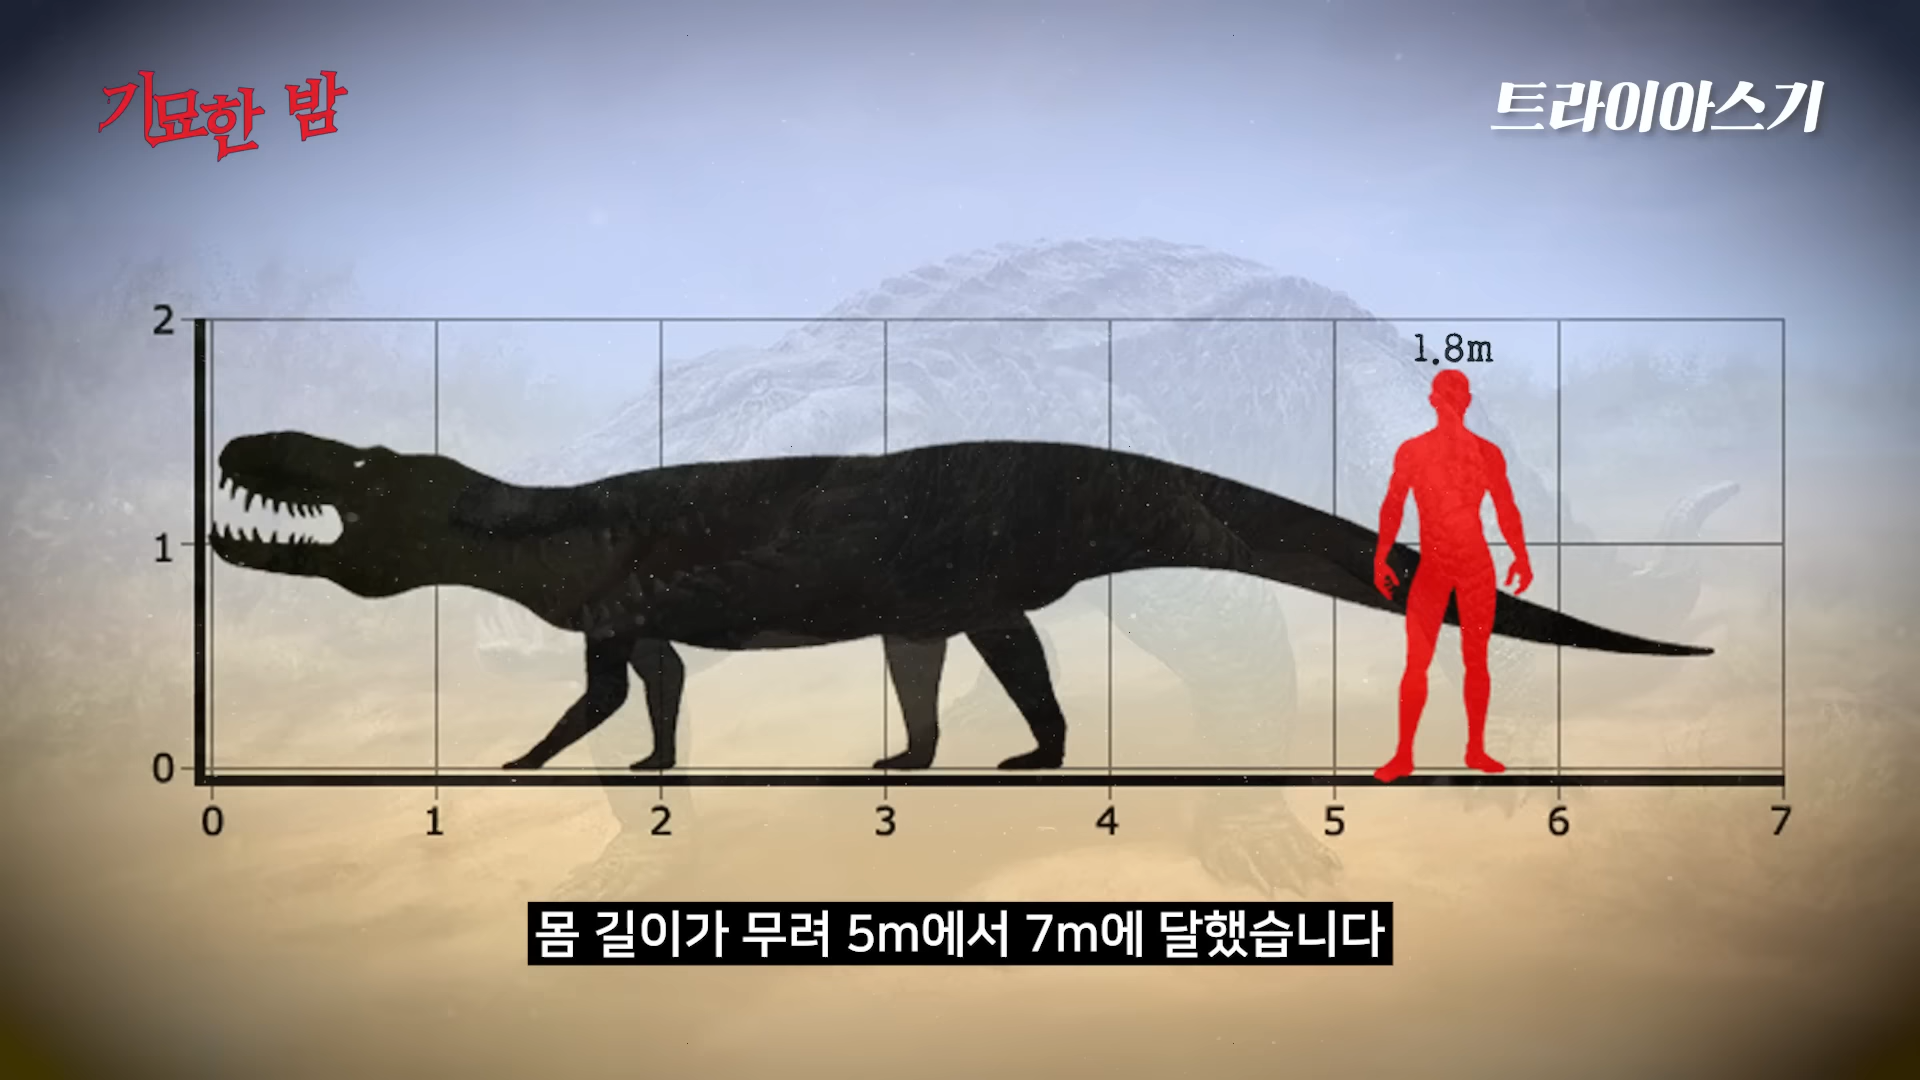 기묘한 밤
트라이아스기
2
1.8m
1
0
0 1 2 3 4 5 6 7
몸 길이가 무려 5m에서 7m에 달했습니다